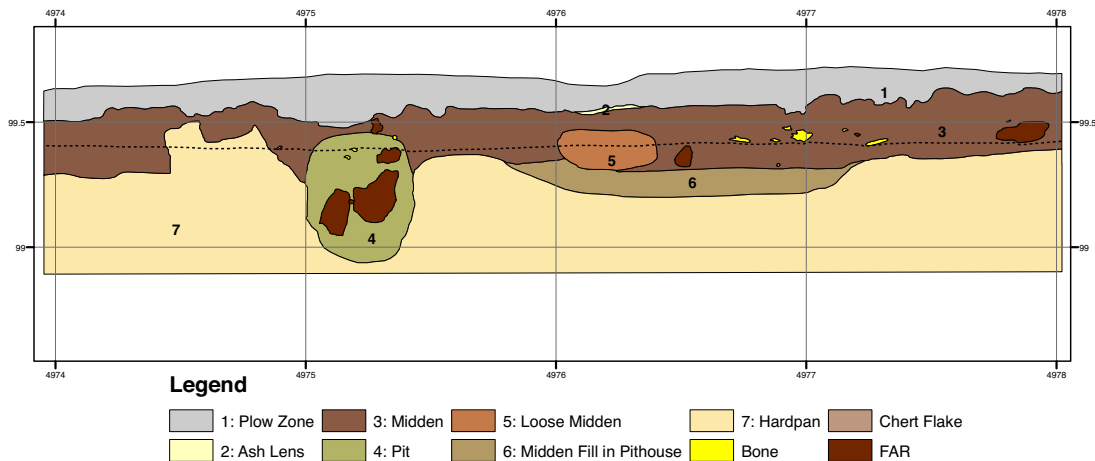 4974 4975 4976 4977 4978
1
2
99.5 3 99.5
5
6
7
4
99 99
4974 4975 4976 4977 4978
Legend
1: Plow Zone 3: Midden 5: Loose Midden 7: Hardpan Chert Flake
2: Ash Lens 4: Pit 6: Midden Fill in Pithouse Bone FAR